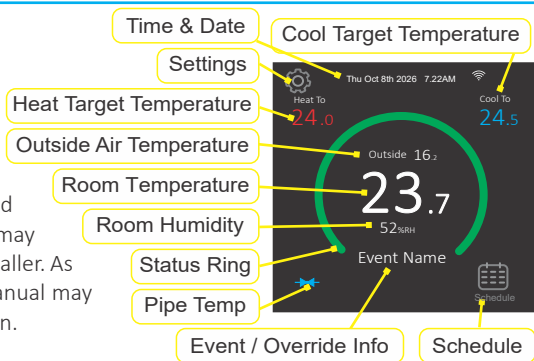 Time & Date
Cool Target Temperature
Settings
Thu Oct 8th 2026 7.22AM
Heat Target Temperature
Heat To
24.0
Cool To
24.5
Outside Air Temperature
Outside 16.2
Room Temperature
23.7
Room Humidity
52%RH
may
Status Ring
Event Name
aller. As
Pipe Temp
anual may
Schedule
n.
Event / Override Info
Schedule